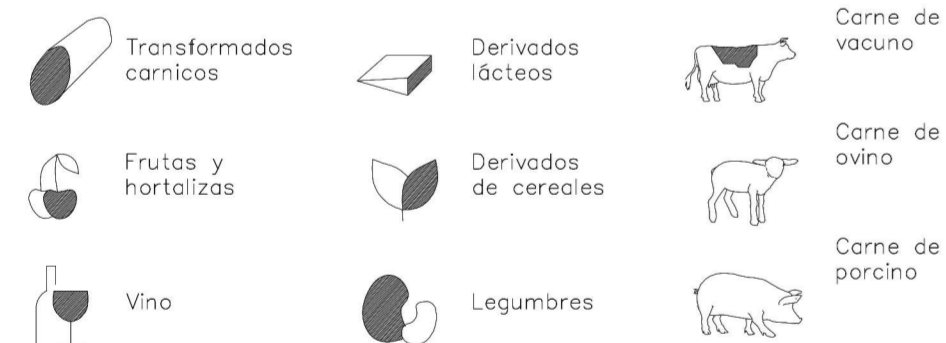 Transformados
carnicos
Derivados
lácteos
Carne de
vacuno
Frutas y
hortalizas
Derivados
de cereales
Carne de
ovino
Vino
Legumbres
Carne de
porcino